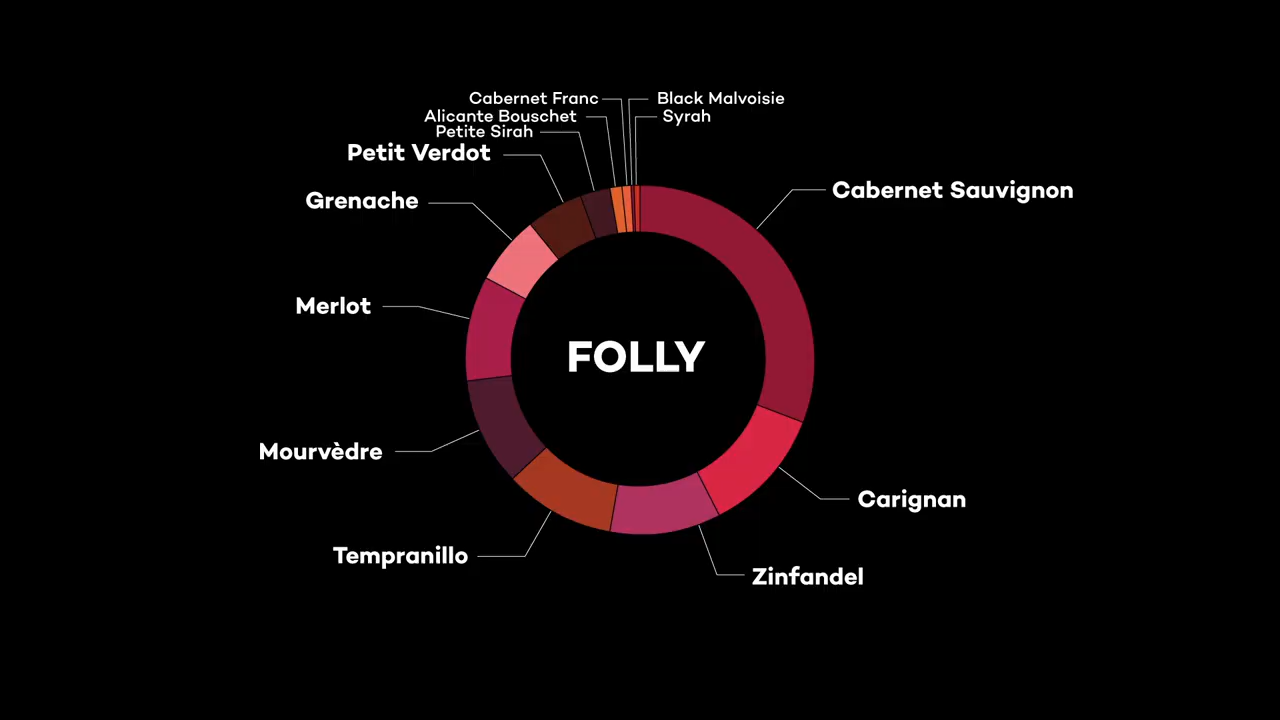 Cabernet Franc
Black Malvoisie
Alicante Bouschet
Syrah
Petite Sirah
Petit Verdot
Cabernet Sauvignon
Grenache
Merlot
FOLLY
Mourvèdre
Carignan
Tempranillo
Zinfandel